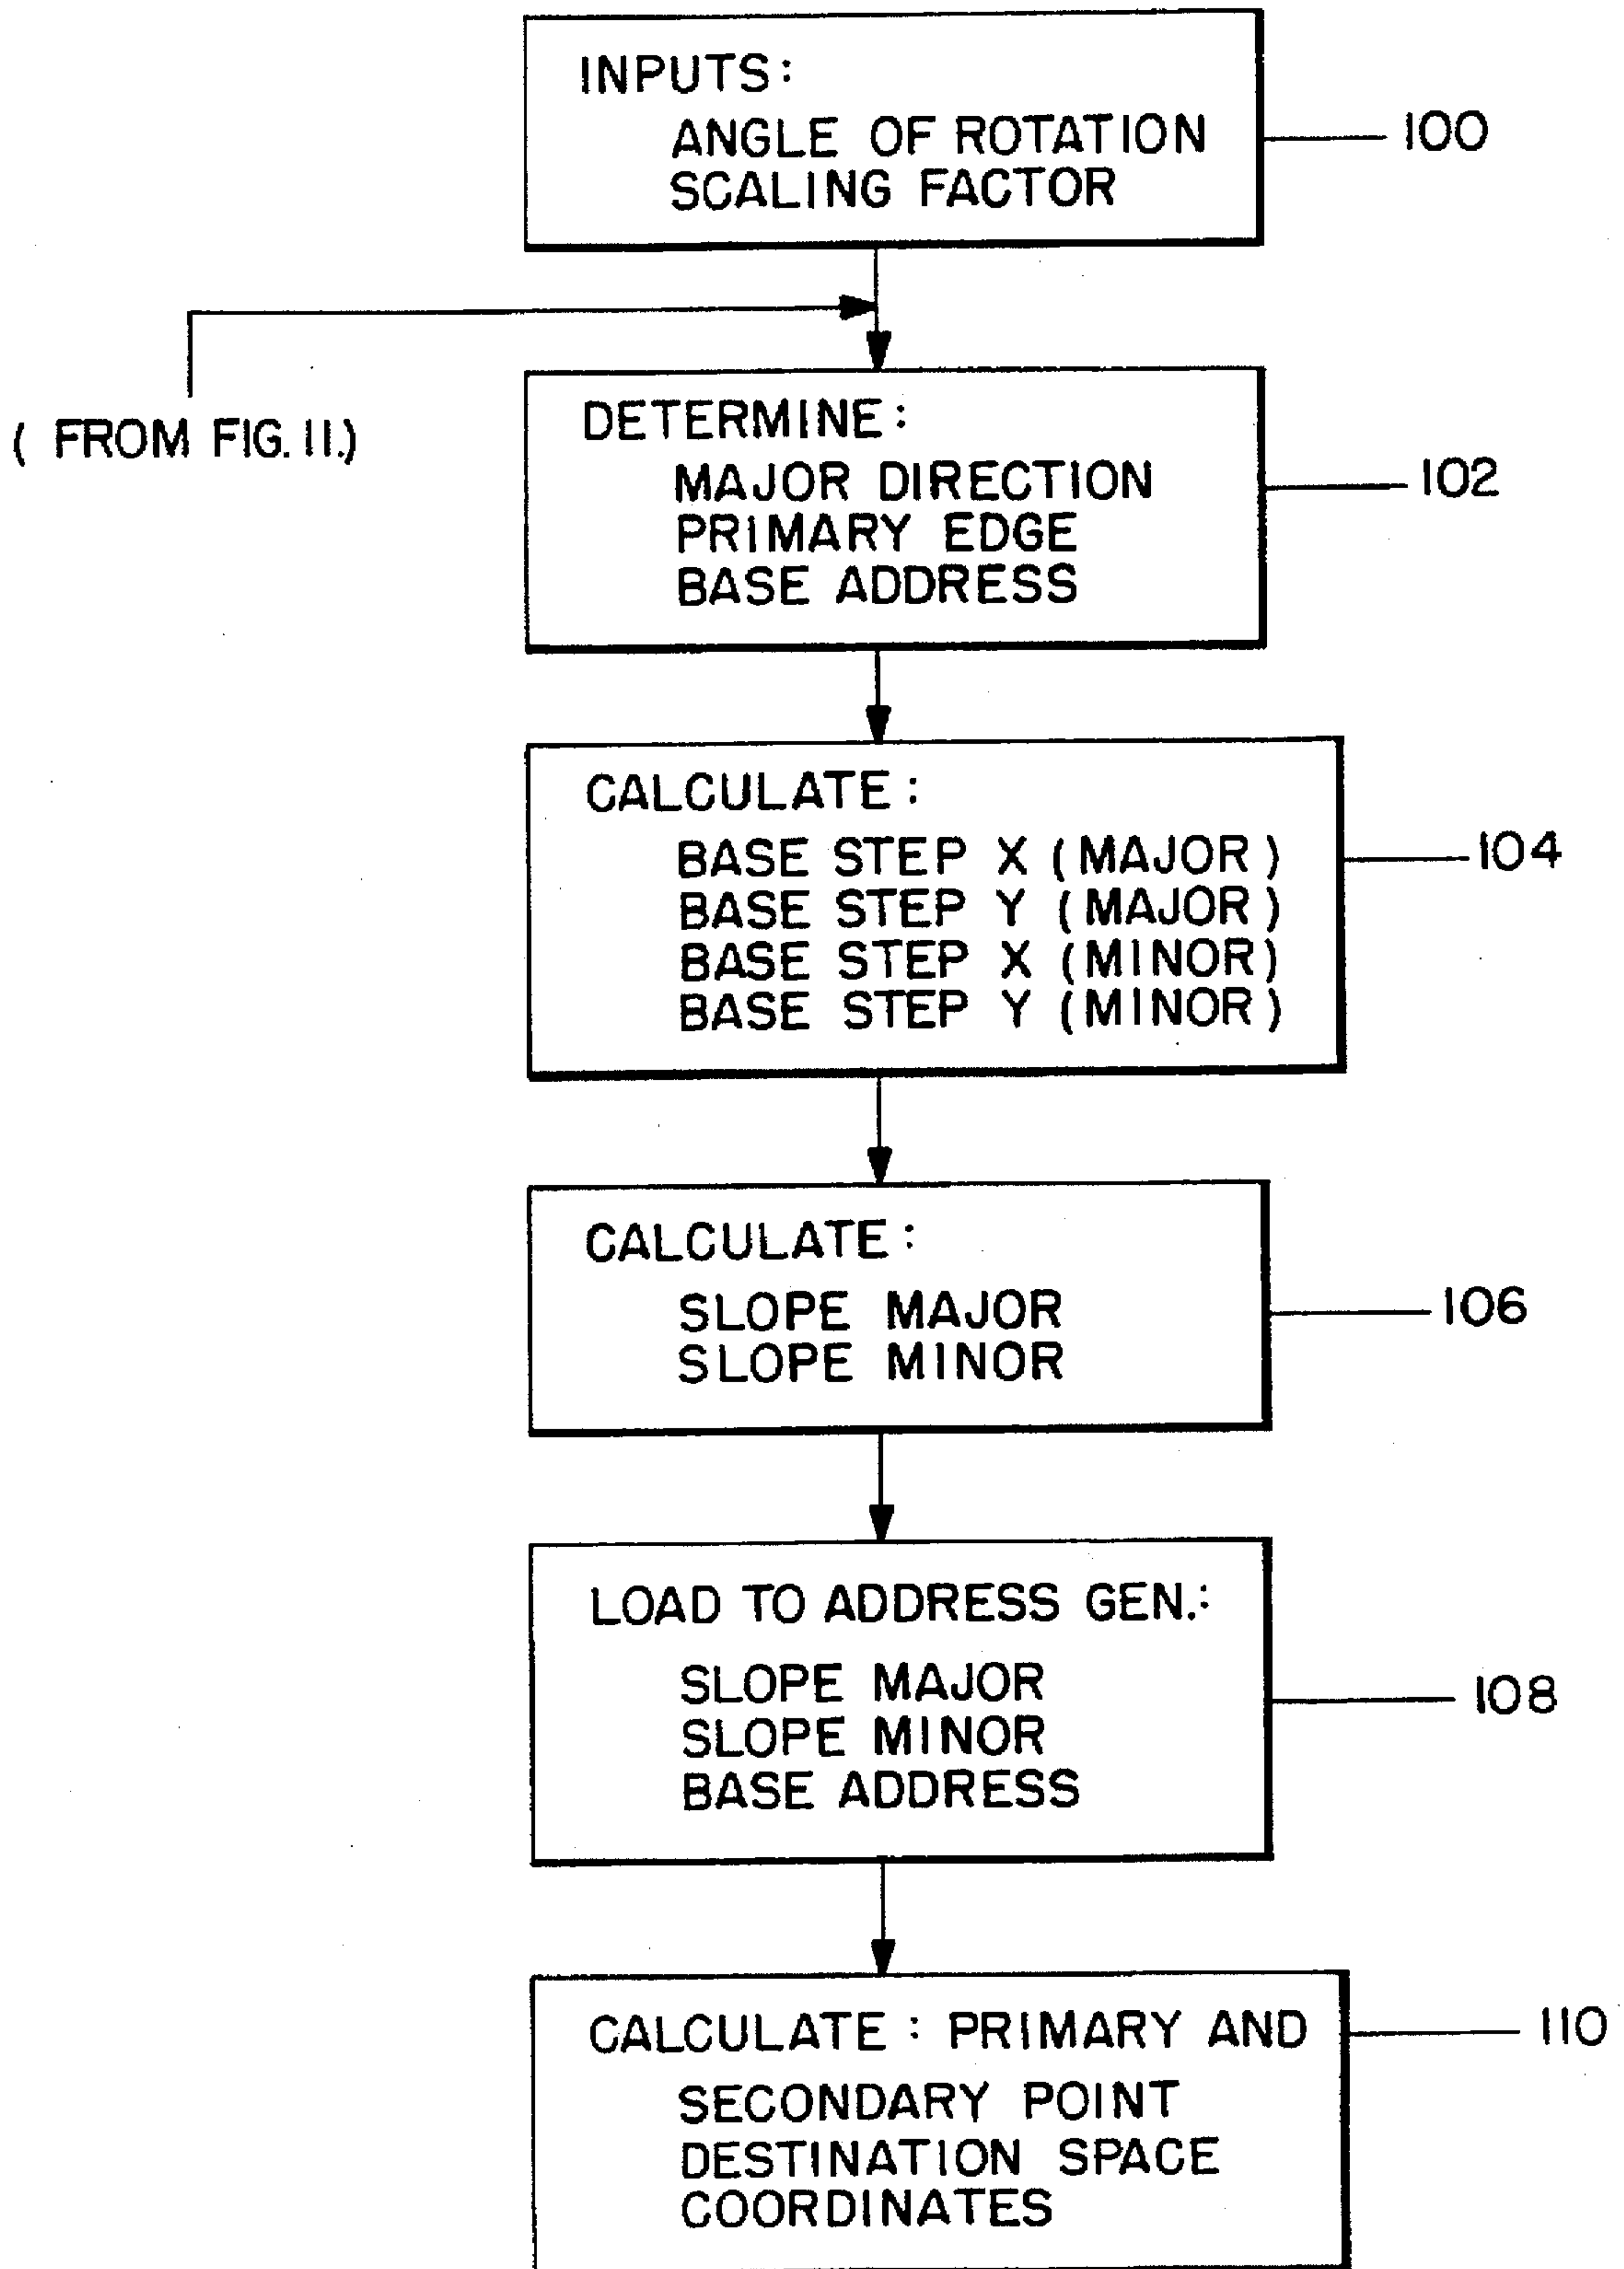 INPUTS:
ANGLE OF ROTATION
SCALING FACTOR
100
( FROM FIG. 11.)
DETERMINE:
MAJOR DIRECTION
PRIMARY EDGE
BASE ADDRESS
102
CALCULATE :
BASE STEP X (MAJOR)
BASE STEP Y (MAJOR)
BASE STEP X (MINOR)
BASE STEP Y (MINOR)
104
CALCULATE :
SLOPE MAJOR
SLOPE MINOR
106
LOAD TO ADDRESS GEN.:
SLOPE MAJOR
SLOPE MINOR
BASE ADDRESS
108
CALCULATE : PRIMARY AND
SECONDARY POINT
DESTINATION SPACE
COORDINATES
110